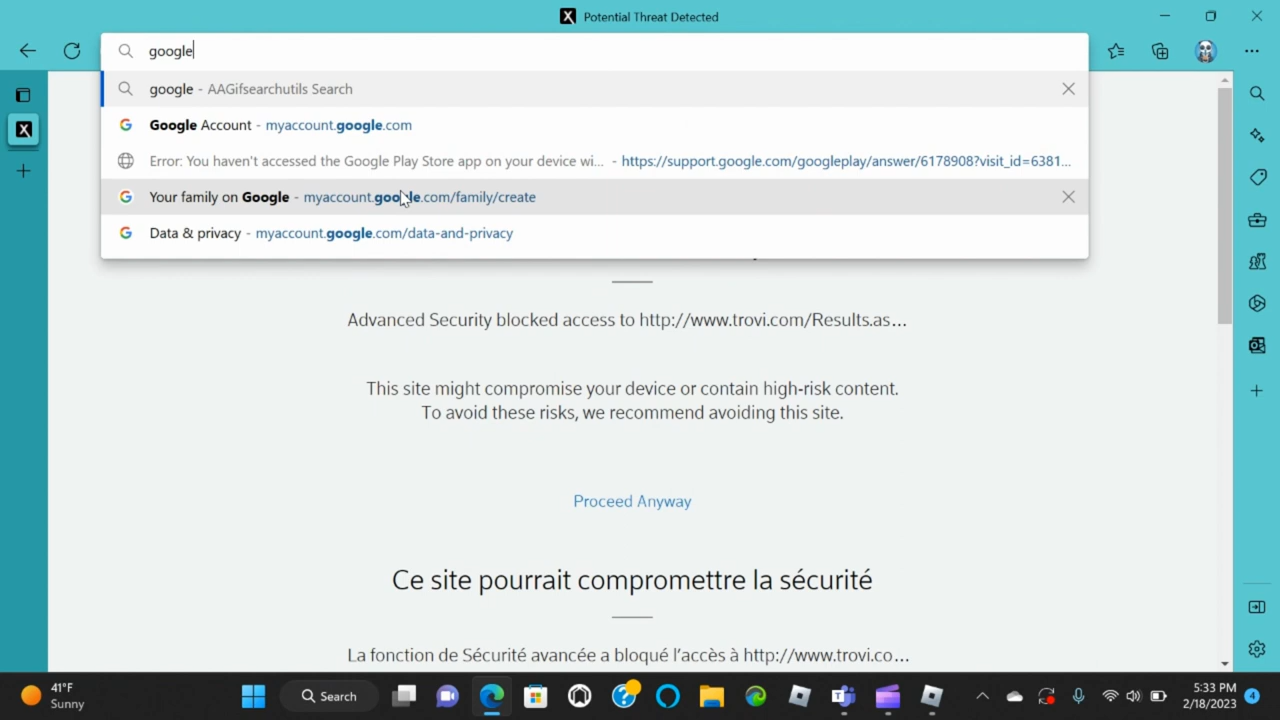 Potential Threat Detected
google
google - AAGifsearchutils Search
Google Account - myaccount.google.com
Error: You haven't accessed the Google Play Store app on your device wi... - https://support.google.com/googleplay/answer/6178908?visit_id=6381...
Your family on Google - myaccount.google.com/family/create
Data & privacy - myaccount.google.com/data-and-privacy
Advanced Security blocked access to http://www.trovi.com/Results.as...
This site might compromise your device or contain high-risk content.
To avoid these risks, we recommend avoiding this site.
Proceed Anyway
Ce site pourrait compromettre la sécurité
La fonction de Sécurité avancée a bloqué l'accès à http://www.trovi.co...
41°F
Sunny
Search
5:33 PM
2/18/2023
4